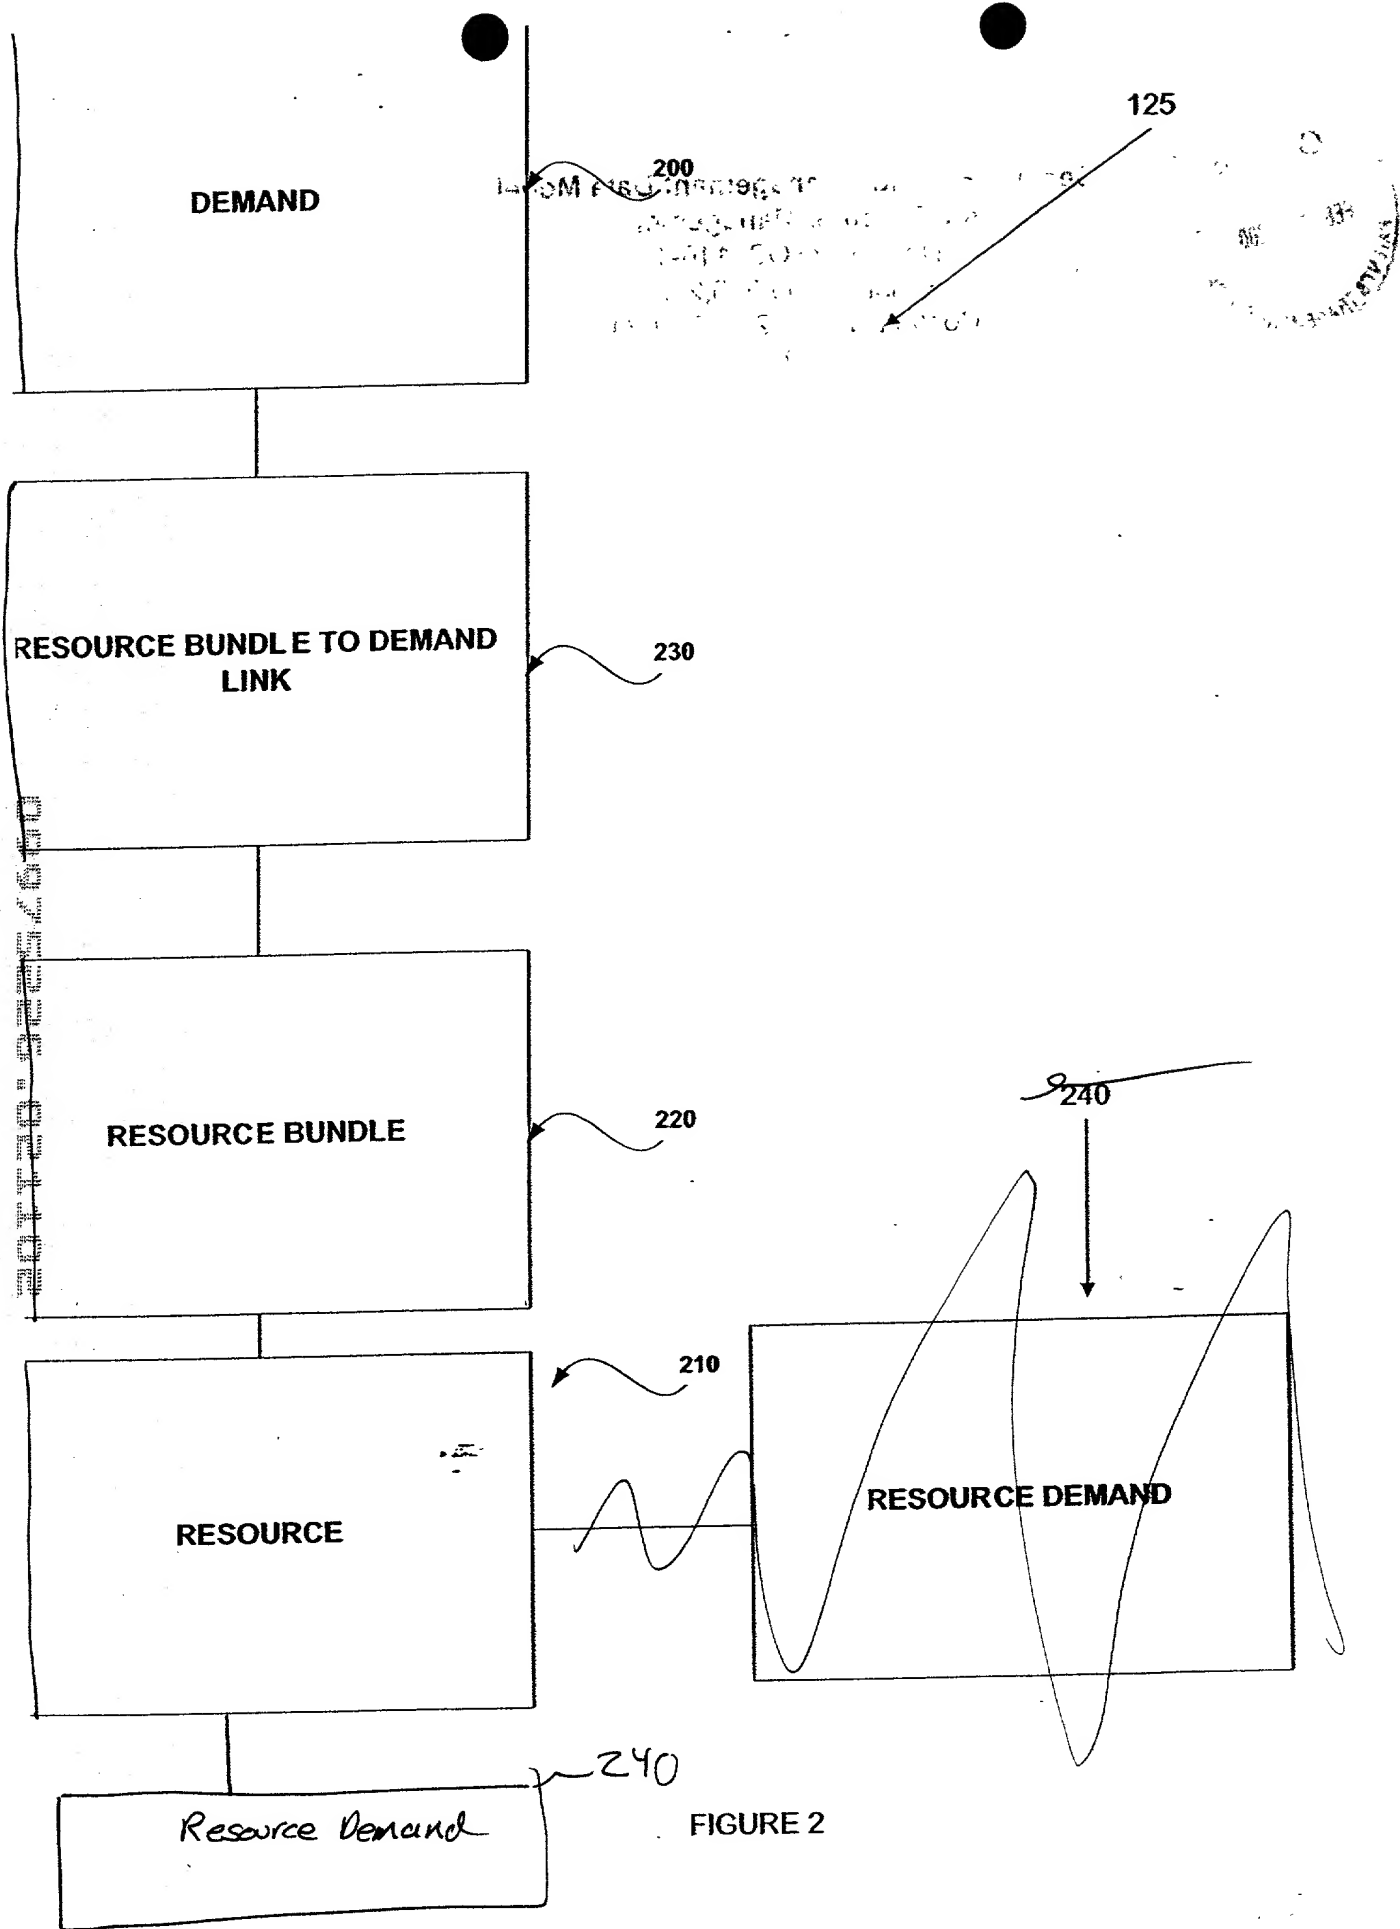 125
200
DEMAND
RESOURCE BUNDLE TO DEMAND
LINK
230
220
RESOURCE BUNDLE
240
210
RESOURCE DEMAND
RESOURCE
240
Resource Demand
FIGURE 2